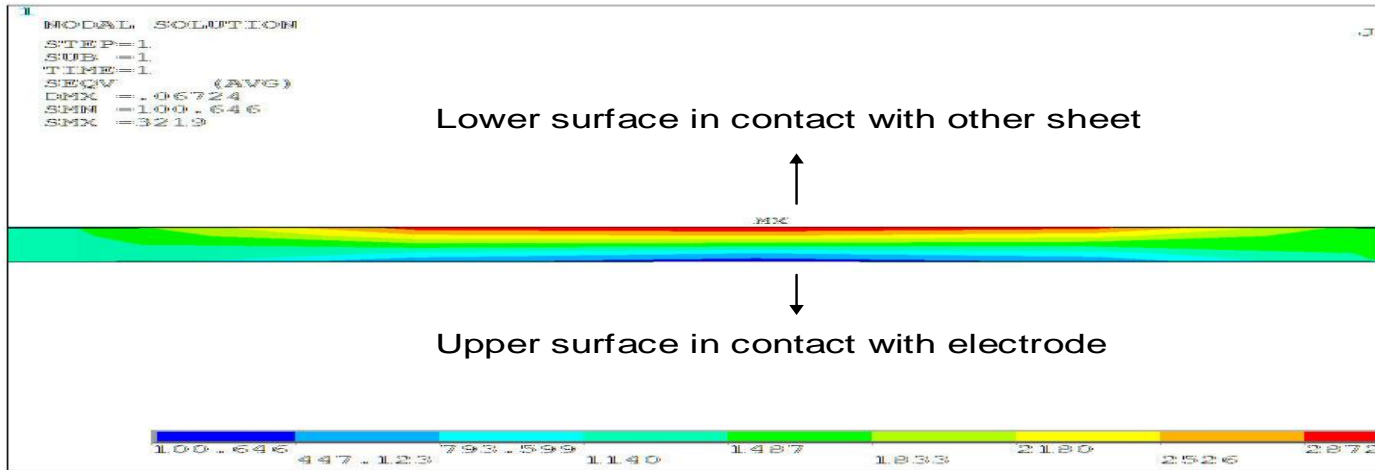 1
NODAL SOLUTION
STEP=1
SUB =1
TIME=1
SEQV (AVG)
DMX =.06724
SMN =100.646
SMX =3219
J
Lower surface in contact with other sheet
MX
Upper surface in contact with electrode
100.646 793.599 1487 2180 2872
447.123 1140 1833 2526